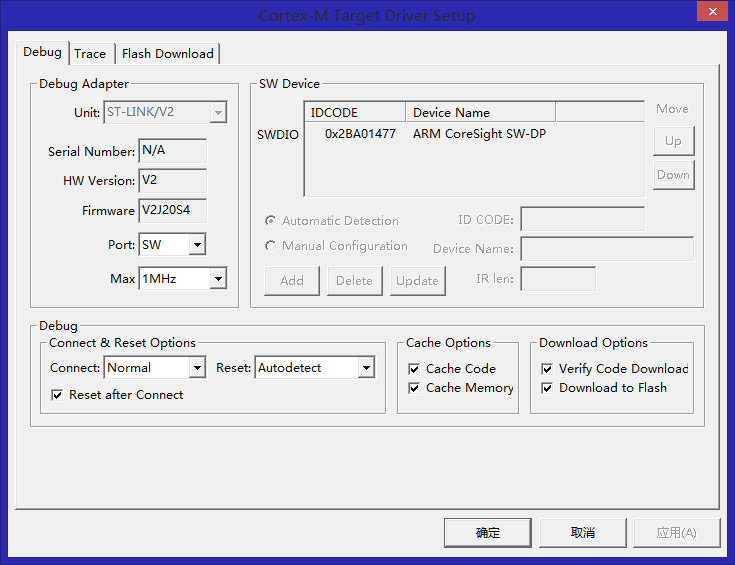 Cortex-M Target Driver Setup
Debug Trace Flash Download
Debug Adapter
Unit: ST-LINK/V2
Serial Number: N/A
HW Version: V2
Firmware V2J20S4
Port: SW
Max 1MHz
SW Device
IDCODE Device Name
SWDIO 0x2BA01477 ARM CoreSight SW-DP
Move
Up
Down
Automatic Detection
Manual Configuration
ID CODE:
Device Name:
Add Delete Update IR len:
Debug
Connect & Reset Options
Connect: Normal Reset: Autodetect
Reset after Connect
Cache Options
Cache Code
Cache Memory
Download Options
Verify Code Download
Download to Flash
确定 取消 应用(A)